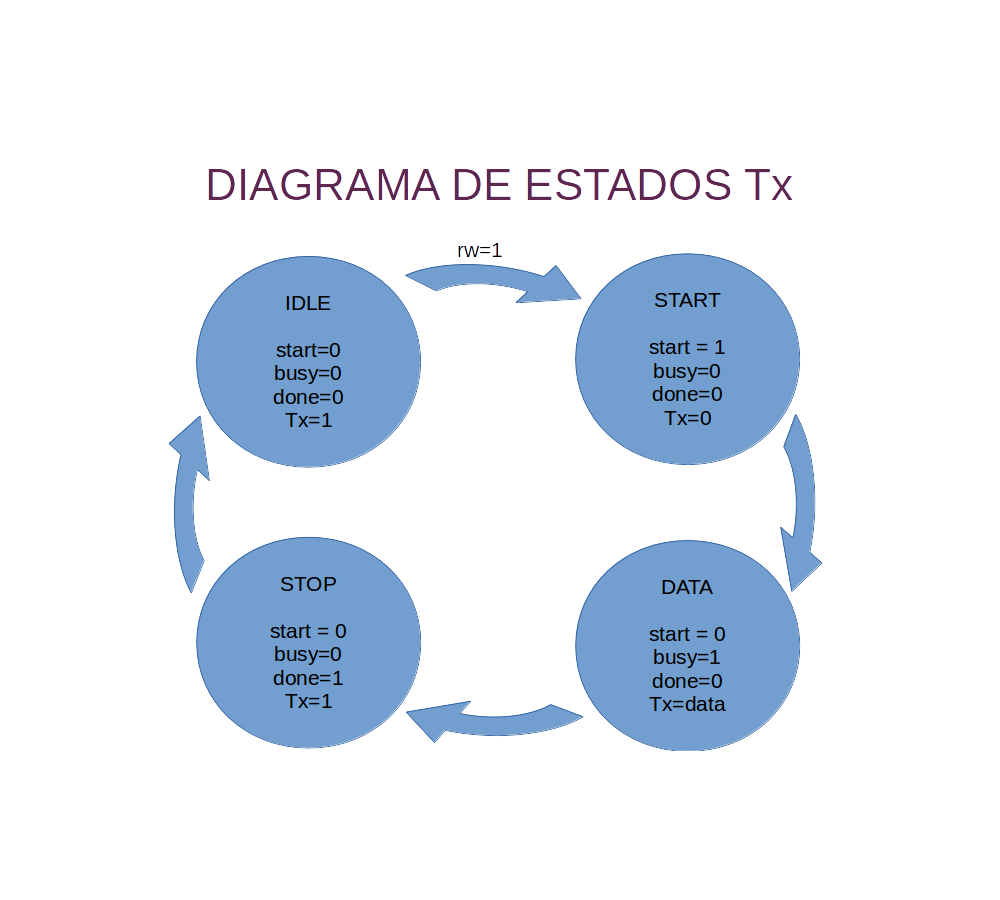 DIAGRAMA DE ESTADOS Tx
rw=1
IDLE
start=0
busy=0
done=0
Tx=1
START
start = 1
busy=0
done=0
Tx=0
STOP
start = 0
busy=0
done=1
Tx=1
DATA
start = 0
busy=1
done=0
Tx=data